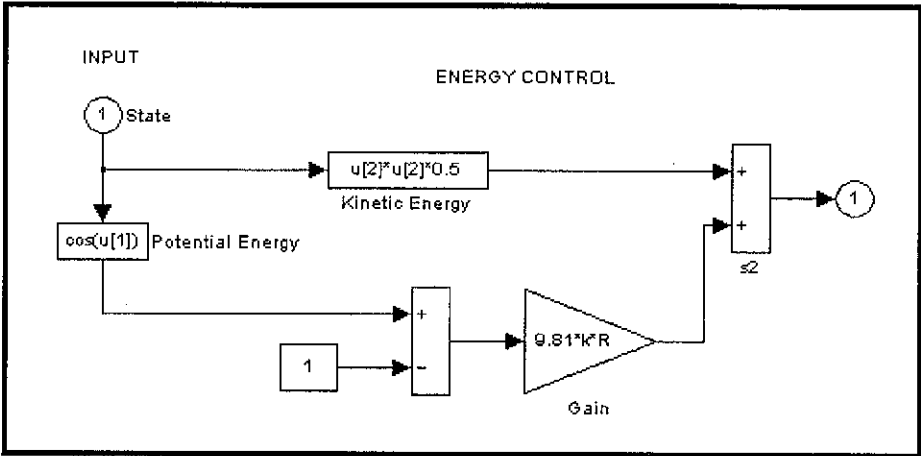 INPUT
ENERGY CONTROL
1 State
u[2]*u[2]*0.5
Kinetic Energy
+
+
1
s2
cos(u[1]) Potential Energy
+
-
1
9.81*k*R
Gain